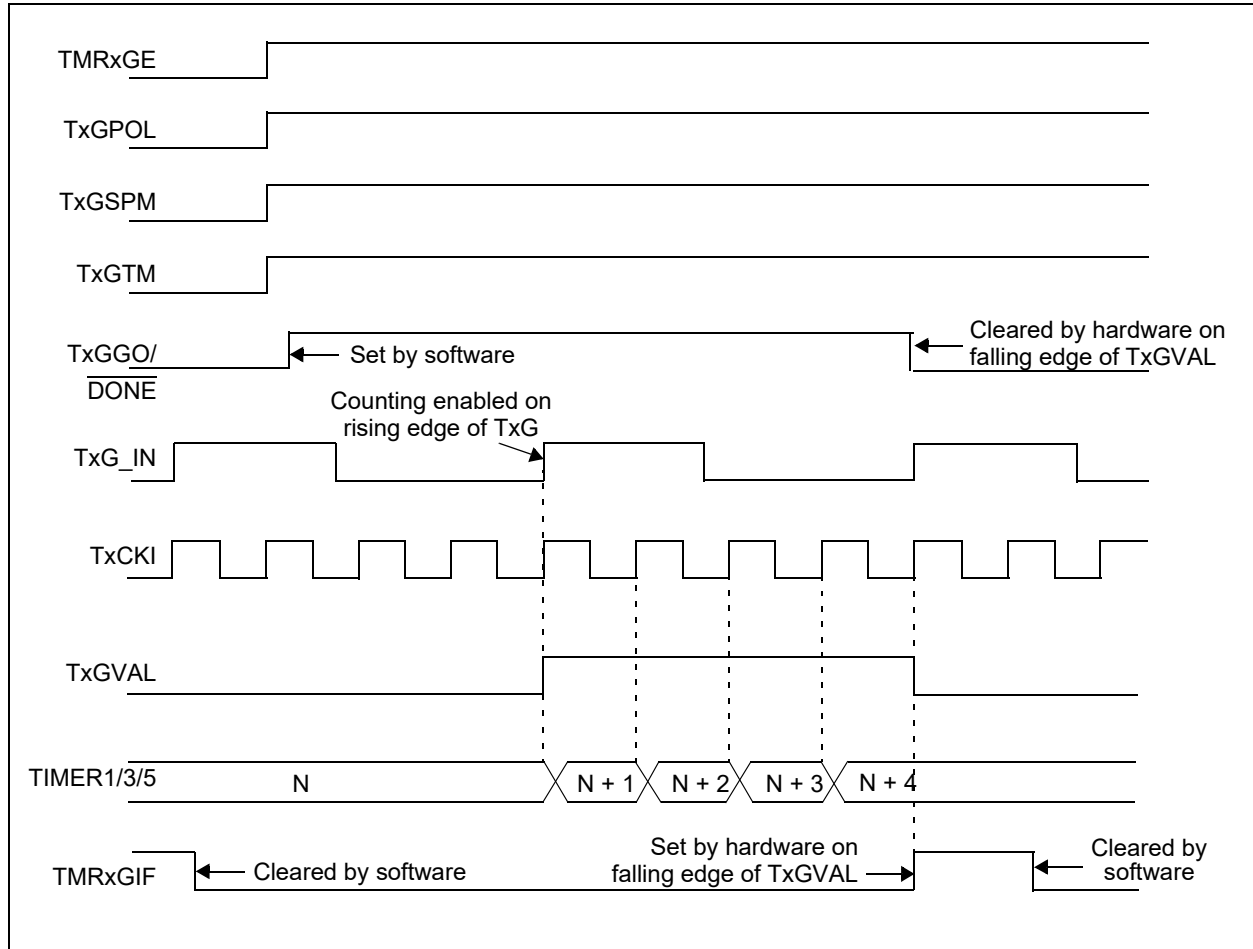 TMRxGE
TxGPOL
TxGSPM
TxGTM
TxGGO/
DONE
Set by software
Cleared by hardware on
falling edge of TxGVAL
Counting enabled on
rising edge of TxG
TxG_IN
TxCKI
TxGVAL
TIMER1/3/5
N
N + 1
N + 2
N + 3
N + 4
TMRxGIF
Cleared by software
Set by hardware on
falling edge of TxGVAL
Cleared by
software